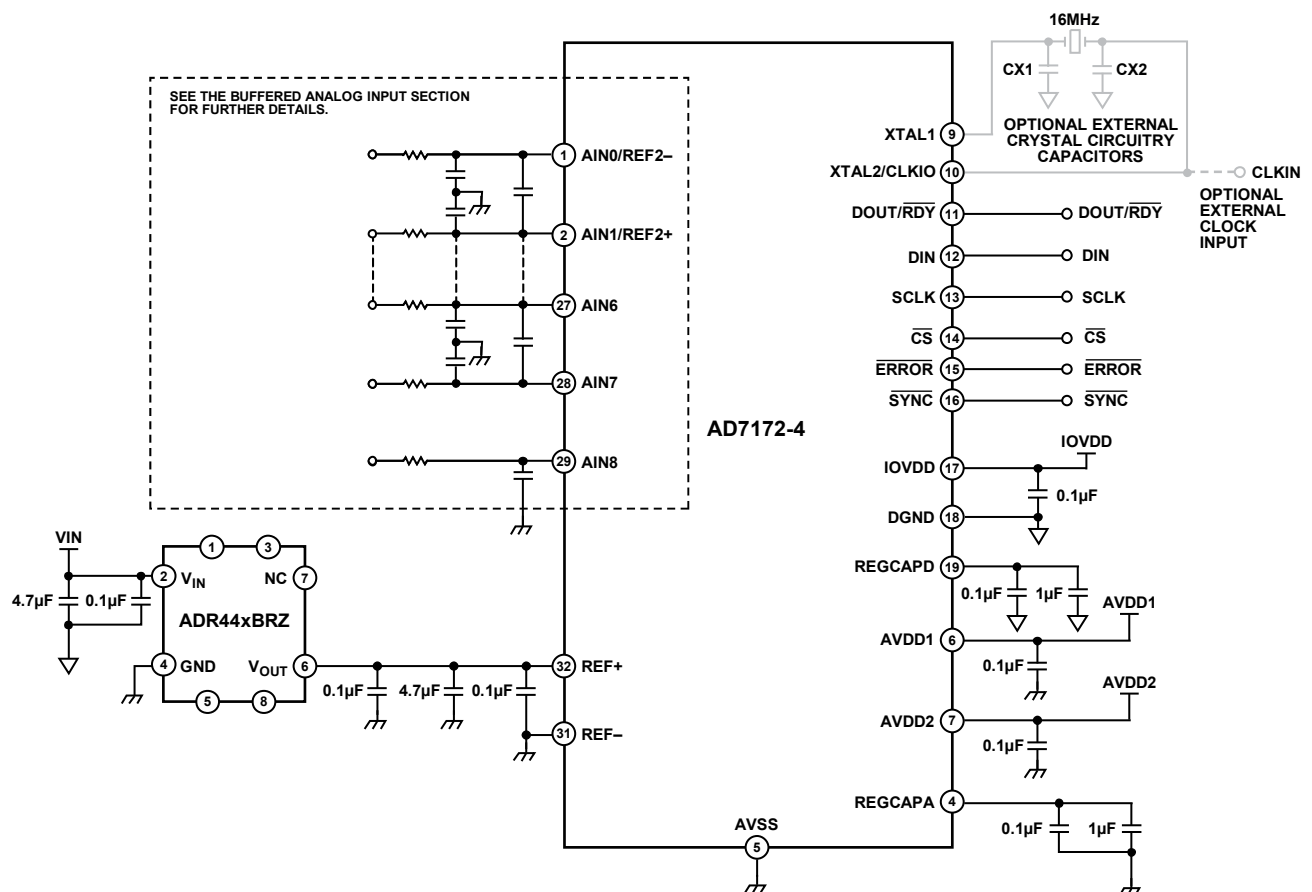 16MHz
CX1
CX2
SEE THE BUFFERED ANALOG INPUT SECTION
FOR FURTHER DETAILS.
OPTIONAL EXTERNAL
CRYSTAL CIRCUITRY
CAPACITORS
XTAL1
9
1
AIN0/REF2–
XTAL2/CLKIO
10
CLKIN
OPTIONAL
EXTERNAL
CLOCK
INPUT
DOUT/RDY
11
DOUT/RDY
2
AIN1/REF2+
DIN
12
DIN
SCLK
13
SCLK
27
AIN6
CS
14
CS
ERROR
15
ERROR
28
AIN7
SYNC
16
SYNC
AD7172-4
29
AIN8
IOVDD
IOVDD
17
0.1µF
DGND
18
VIN
1
3
2
VIN
NC
7
4.7µF
0.1µF
ADR44xBRZ
4
GND
VOUT
6
5
8
0.1µF
4.7µF
0.1µF
32
REF+
31
REF–
REGCAPD
19
0.1µF
1µF
AVDD1
AVDD1
6
0.1µF
AVDD2
AVDD2
7
0.1µF
REGCAPA
4
0.1µF
1µF
AVSS
5